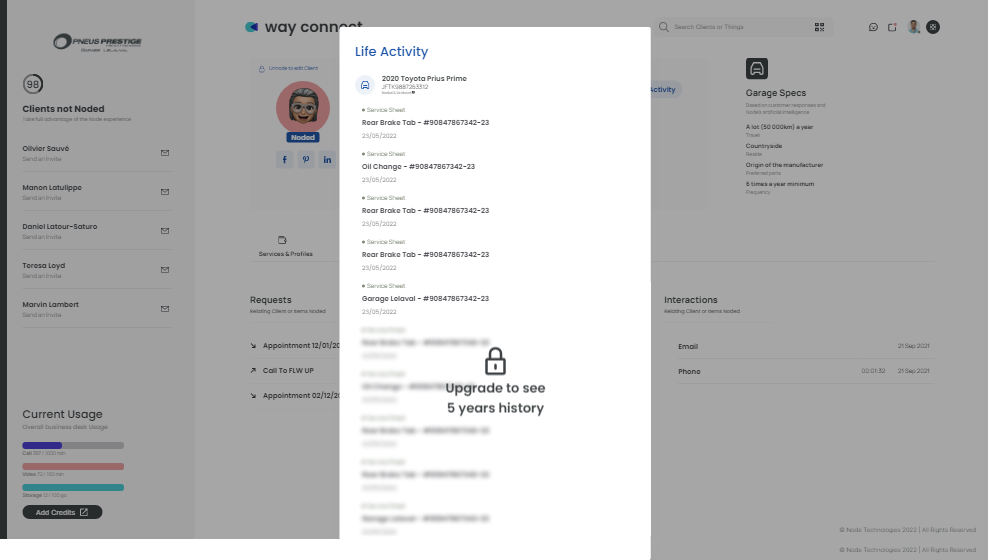 way connect
PNEUS PRESTIGE
98
Clients not Noded
Take full advantage of the Node experience
Olivier Sauvé
Send an Invite
Manon Latulippe
Send an Invite
Daniel Latour-Saturo
Send an Invite
Teresa Loyd
Send an Invite
Marvin Lambert
Send an Invite
Current Usage
Overall business desk Usage
Call 387 / 1000 min
Video 72 / 100 min
Storage 12 / 100 go
Add Credits
Search Clients or Things
Unnode to edit Client
Noded
Services & Profiles
Requests
Relating Client or Items Noded
Appointment 12/01/20
Call To FLW UP
Appointment 02/12/20
Life Activity
2020 Toyota Prius Prime
JFTK9887263312
Service Sheet
Rear Brake Tab - #90847867342-23
23/05/2022
Service Sheet
Oil Change - #90847867342-23
23/05/2022
Service Sheet
Rear Brake Tab - #90847867342-23
23/05/2022
Service Sheet
Rear Brake Tab - #90847867342-23
23/05/2022
Service Sheet
Garage Lelaval - #90847867342-23
23/05/2022
Upgrade to see
5 years history
Activity
Garage Specs
Based on customer responses and
Node's artificial intelligence
A lot (50 000km) a year
Travel
Countryside
Reside
Origin of the manufacturer
Preferred parts
6 times a year minimum
Frequency
Interactions
Relating Client or Items Noded
Email 21 Sep 2021
Phone 00:01:32 21 Sep 2021
© Node Technologies 2022 | All Rights Reserved
© Node Technologies 2022 | All Rights Reserved